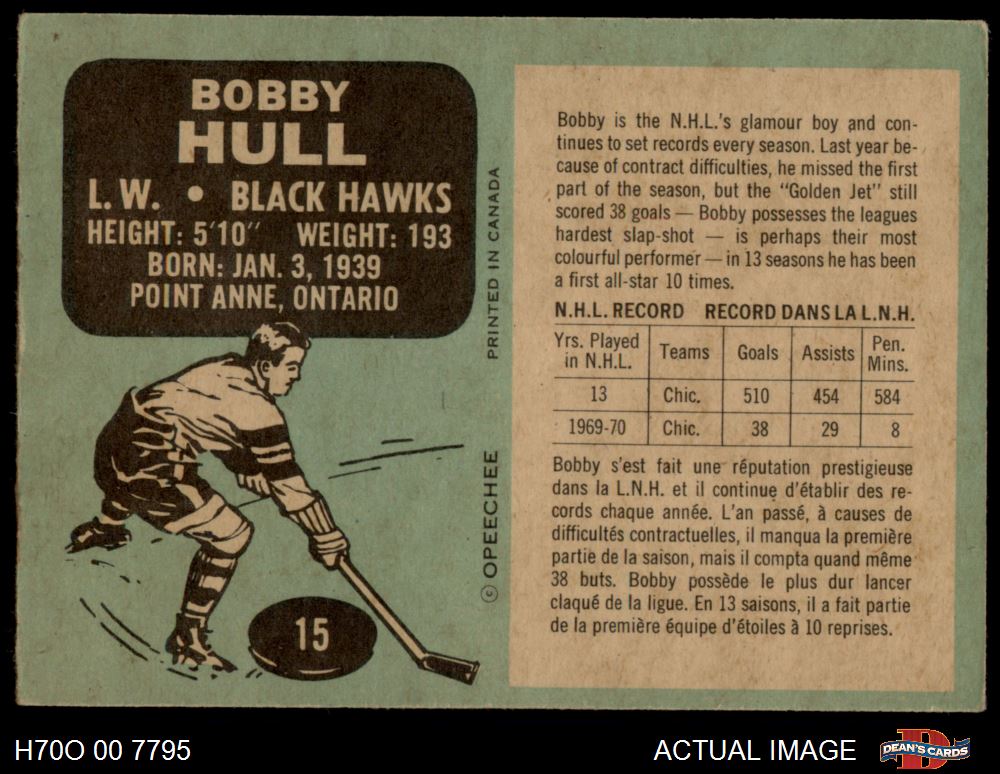 BOBBY
HULL
L.W. • BLACK HAWKS
HEIGHT: 5'10" WEIGHT: 193
BORN: JAN. 3, 1939
POINT ANNE, ONTARIO
15
© OPEECHEE PRINTED IN CANADA
Bobby is the N.H.L.'s glamour boy and con-
tinues to set records every season. Last year be-
cause of contract difficulties, he missed the first
part of the season, but the "Golden Jet" still
scored 38 goals — Bobby possesses the leagues
hardest slap-shot — is perhaps their most
colourful performer — in 13 seasons he has been
a first all-star 10 times.
N.H.L. RECORD RECORD DANS LA L.N.H.
Yrs. Played in N.H.L. Teams Goals Assists Pen. Mins.
13 Chic. 510 454 584
1969-70 Chic. 38 29 8
Bobby s'est fait une réputation prestigieuse
dans la L.N.H. et il continue d'établir des re-
cords chaque année. L'an passé, à causes de
difficultés contractuelles, il manqua la première
partie de la saison, mais il compta quand même
38 buts. Bobby possède le plus dur lancer
claqué de la ligue. En 13 saisons, il a fait partie
de la première équipe d'étoiles à 10 reprises.
H70O 00 7795
ACTUAL IMAGE
DEAN'S CARDS